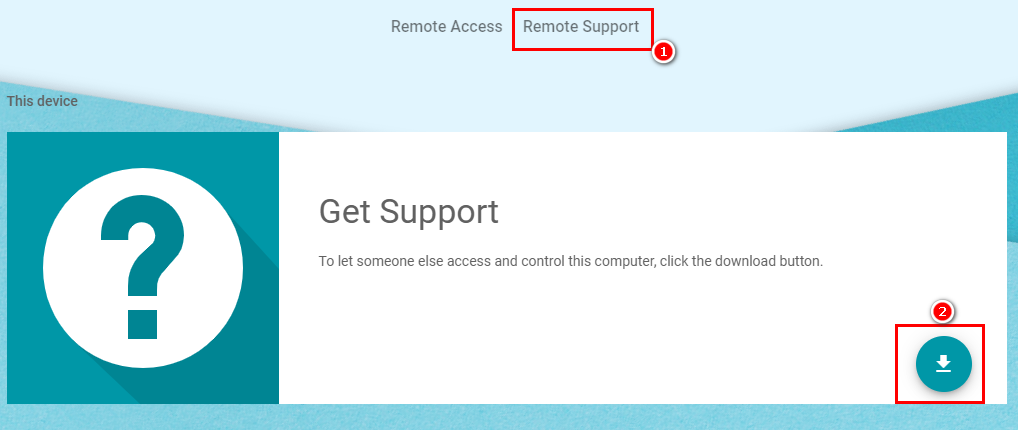 Remote Access Remote Support
1
This device
Get Support
To let someone else access and control this computer, click the download button.
2